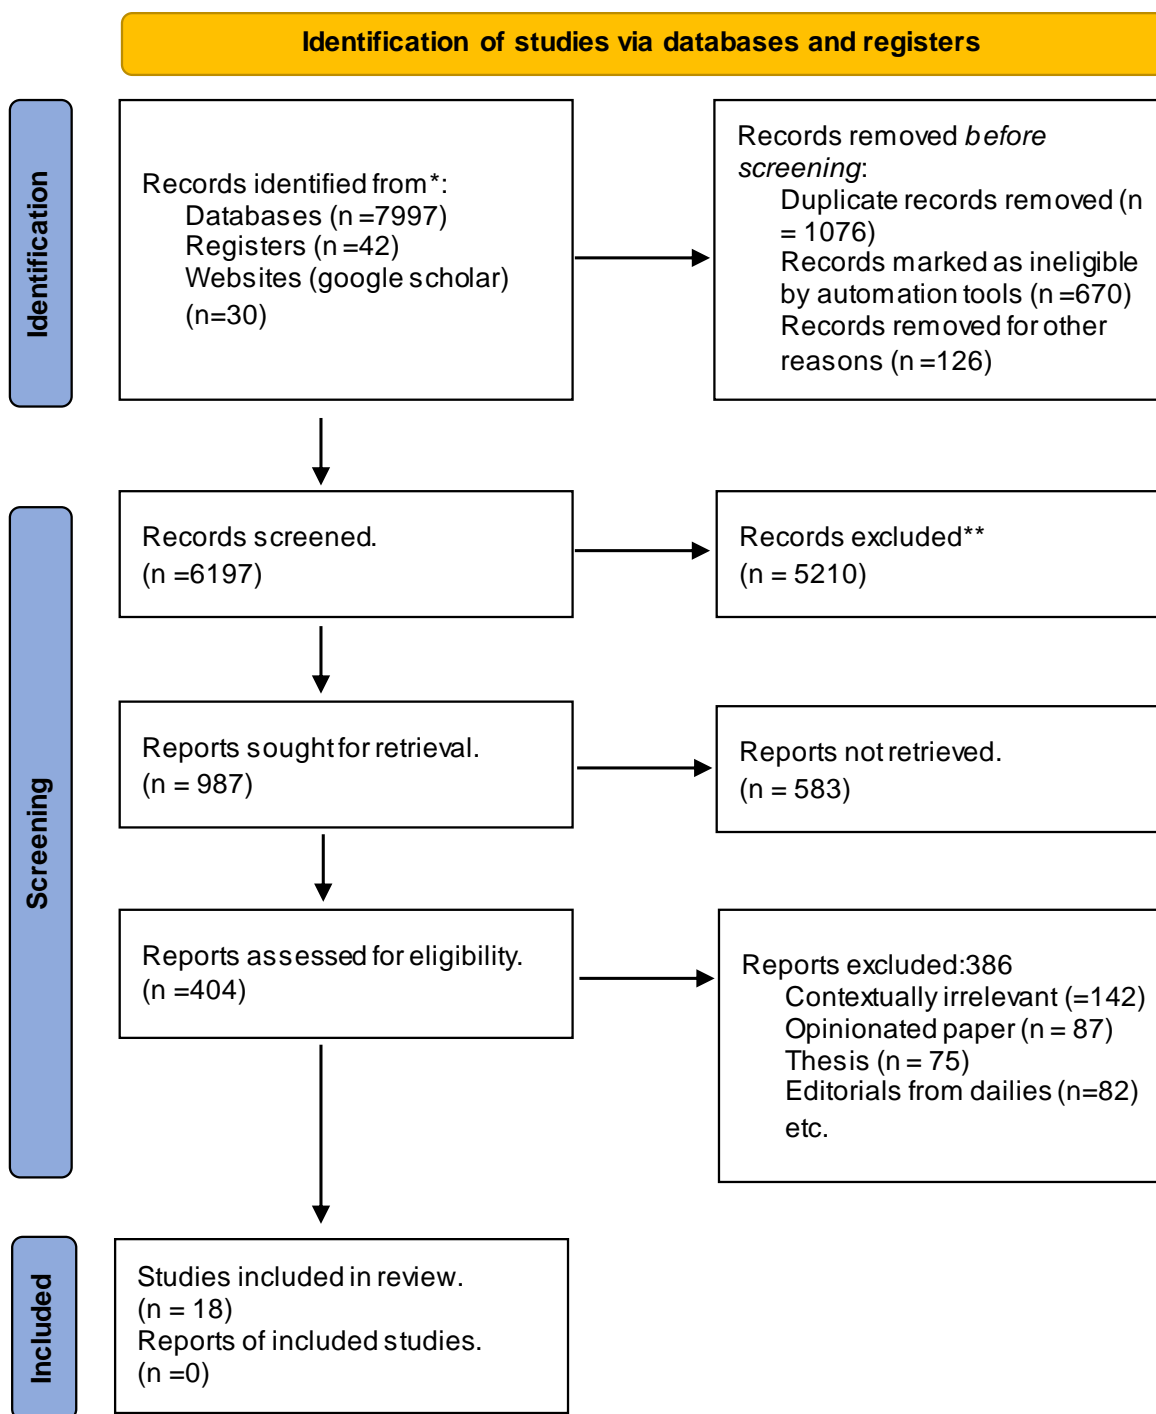 Identification of studies via databases and registers
Identification
Records identified from*:
Databases (n =7997)
Registers (n =42)
Websites (google scholar)
(n=30)
Records removed before
screening:
Duplicate records removed (n
= 1076)
Records marked as ineligible
by automation tools (n =670)
Records removed for other
reasons (n =126)
Screening
Records screened.
(n =6197)
Records excluded**
(n = 5210)
Reports sought for retrieval.
(n = 987)
Reports not retrieved.
(n = 583)
Reports assessed for eligibility.
(n =404)
Reports excluded:386
Contextually irrelevant (=142)
Opinionated paper (n = 87)
Thesis (n = 75)
Editorials from dailies (n=82)
etc.
Included
Studies included in review.
(n = 18)
Reports of included studies.
(n =0)